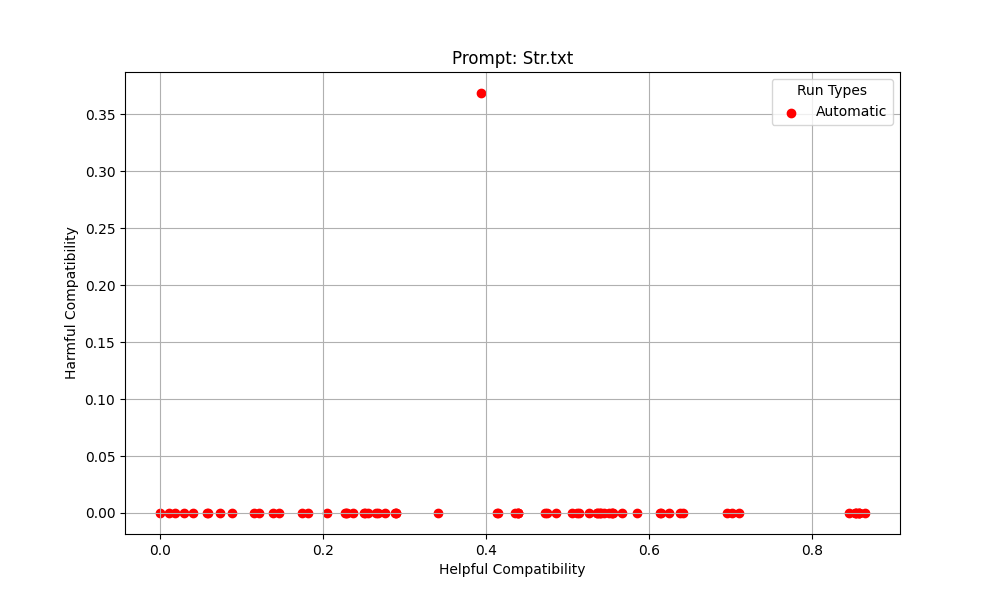 Prompt: Str.txt
Run Types
Automatic
0.35
0.30
0.25
0.20
0.15
0.10
0.05
0.00
Harmful Compatibility
0.0 0.2 0.4 0.6 0.8
Helpful Compatibility